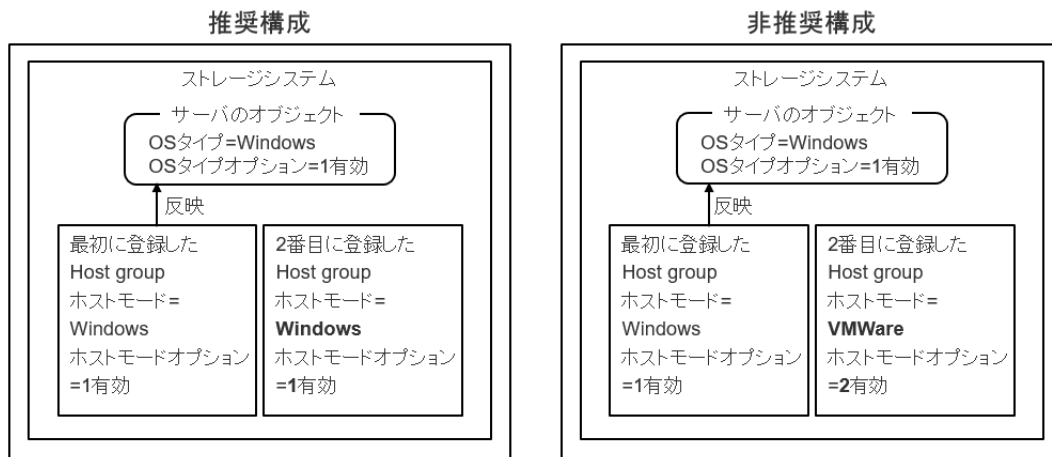 推奨構成
ストレージシステム
サーバのオブジェクト
OSタイプ=Windows
OSタイプオプション=1有効
反映
最初に登録した
Host group
ホストモード=
Windows
ホストモードオプション
=1有効
2番目に登録した
Host group
ホストモード=
Windows
ホストモードオプション
=1有効
非推奨構成
ストレージシステム
サーバのオブジェクト
OSタイプ=Windows
OSタイプオプション=1有効
反映
最初に登録した
Host group
ホストモード=
Windows
ホストモードオプション
=1有効
2番目に登録した
Host group
ホストモード=
VMWare
ホストモードオプション
=2有効